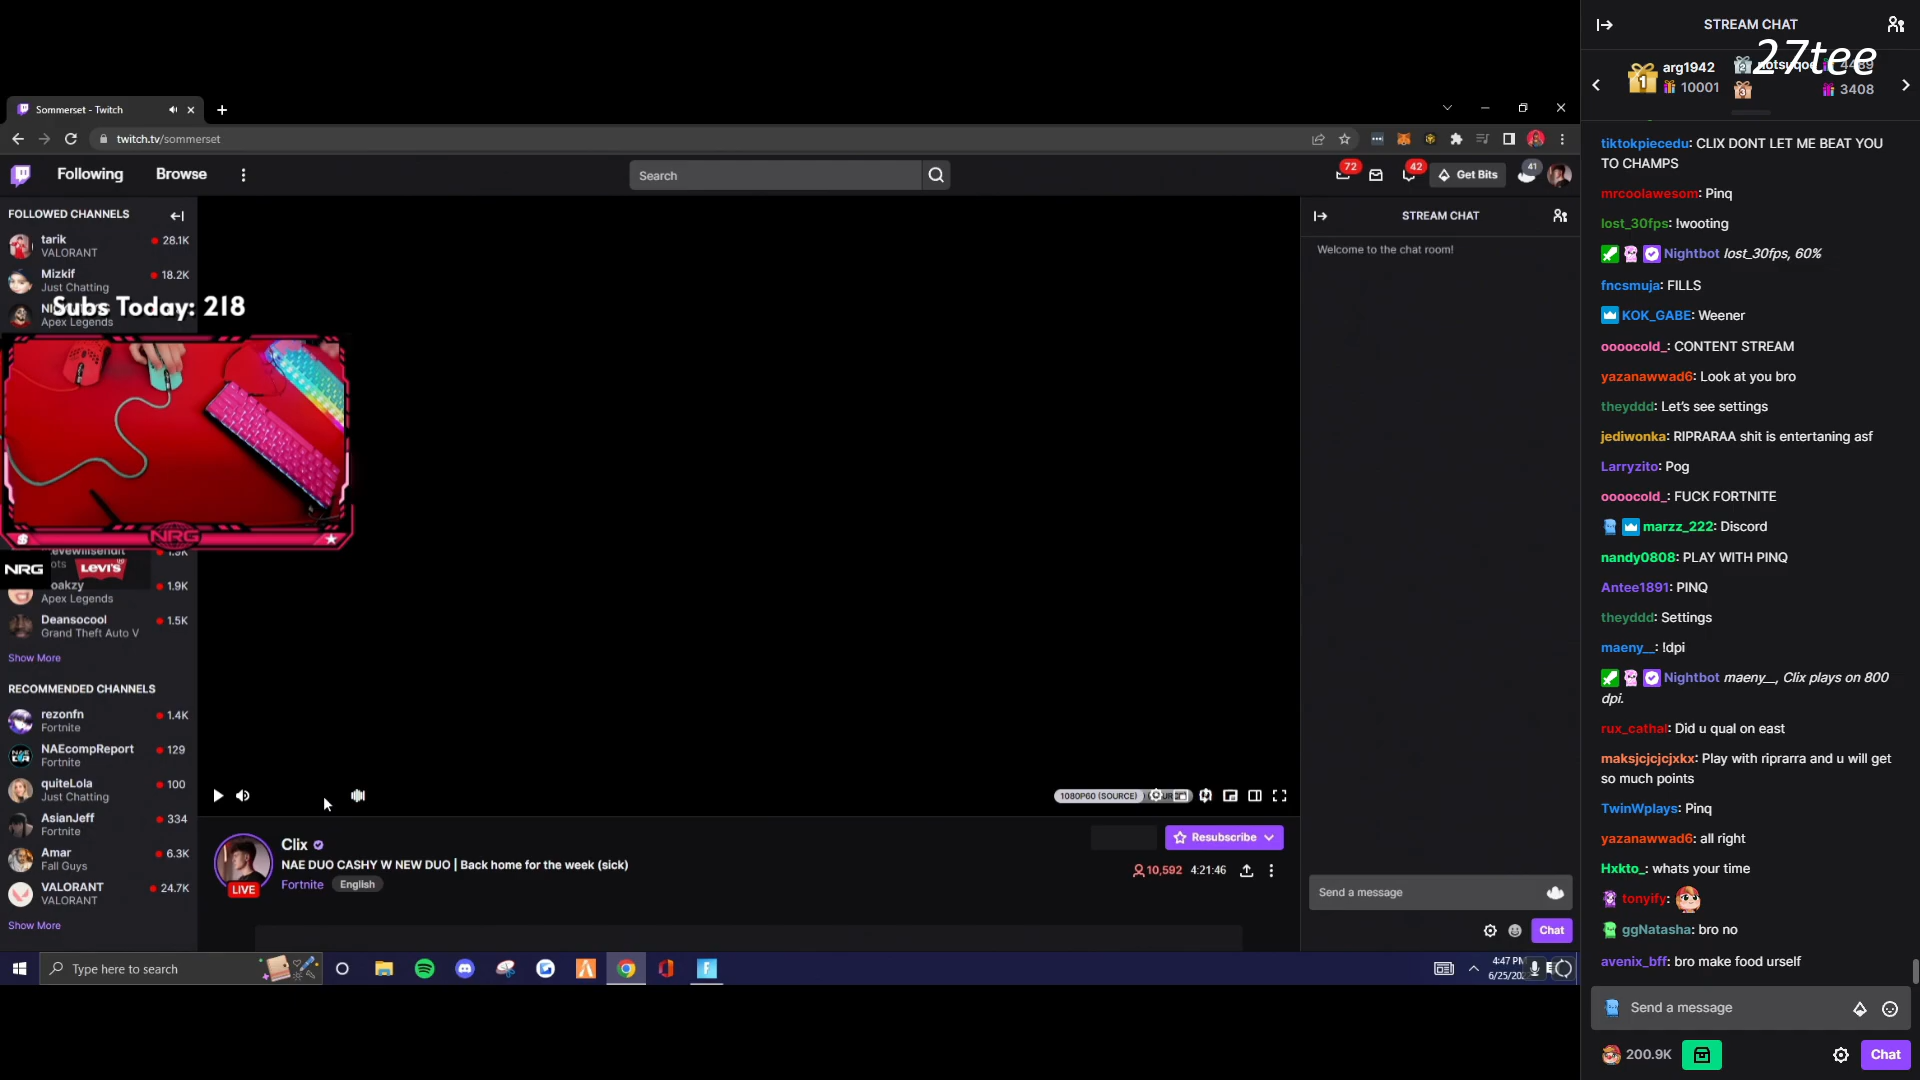 Sommerset - Twitch
twitch.tv/sommerset
Following
Browse
Search
72
42
Get Bits
41
FOLLOWED CHANNELS
tarik
28.1K
VALORANT
Mizkif
18.2K
Just Chatting
Apex Legends
Subs Today: 218
NRG
NRG
LEVI'S
1.9K
Apex Legends
Deansocool
1.5K
Grand Theft Auto V
Show More
RECOMMENDED CHANNELS
rezonfn
1.4K
Fortnite
NAEcompReport
129
Fortnite
quiteLola
100
Just Chatting
AsianJeff
334
Fortnite
Amar
6.3K
Fall Guys
VALORANT
24.7K
VALORANT
Show More
1080P60 (SOURCE)
Clix
NAE DUO CASHY W NEW DUO | Back home for the week (sick)
Fortnite
English
LIVE
Resubscribe
10,592
4:21:46
STREAM CHAT
Welcome to the chat room!
Send a message
Chat
Type here to search
4:47 PM
STREAM CHAT
27tee
1
arg1942
10001
2
3
3408
tiktokpiecedu: CLIX DONT LET ME BEAT YOU
TO CHAMPS
mrcoolawesom: Pinq
lost_30fps: !wooting
Nightbot lost_30fps, 60%
fncsmuja: FILLS
KOK_GABE: Weener
oooocold_: CONTENT STREAM
yazanawwad6: Look at you bro
theyddd: Let's see settings
jediwonka: RIPRARAA shit is entertaning asf
Larryzito: Pog
oooocold_: FUCK FORTNITE
marzz_222: Discord
nandy0808: PLAY WITH PINQ
Antee1891: PINQ
theyddd: Settings
maeny__: !dpi
Nightbot maeny__, Clix plays on 800
dpi.
rux_cathal: Did u qual on east
maksjcjcjcjxkx: Play with riprarra and u will get
so much points
TwinWplays: Pinq
yazanawwad6: all right
Hxkto_: whats your time
tonyify:
ggNatasha: bro no
avenix_bff: bro make food urself
Send a message
200.9K
Chat